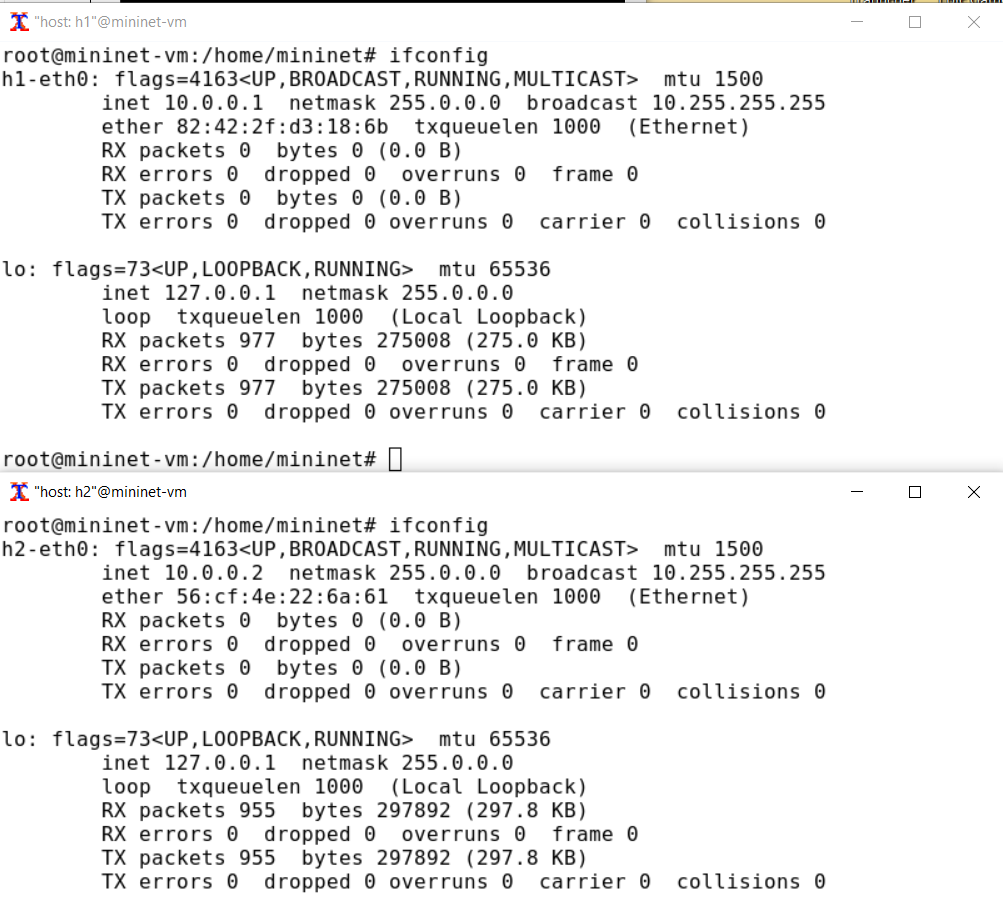 "host: h1"@mininet-vm
root@mininet-vm:/home/mininet# ifconfig
h1-eth0: flags=4163<UP,BROADCAST,RUNNING,MULTICAST>  mtu 1500
        inet 10.0.0.1  netmask 255.0.0.0  broadcast 10.255.255.255
        ether 82:42:2f:d3:18:6b  txqueuelen 1000  (Ethernet)
        RX packets 0  bytes 0 (0.0 B)
        RX errors 0  dropped 0  overruns 0  frame 0
        TX packets 0  bytes 0 (0.0 B)
        TX errors 0  dropped 0 overruns 0  carrier 0  collisions 0
lo: flags=73<UP,LOOPBACK,RUNNING>  mtu 65536
        inet 127.0.0.1  netmask 255.0.0.0
        loop  txqueuelen 1000  (Local Loopback)
        RX packets 977  bytes 275008 (275.0 KB)
        RX errors 0  dropped 0  overruns 0  frame 0
        TX packets 977  bytes 275008 (275.0 KB)
        TX errors 0  dropped 0 overruns 0  carrier 0  collisions 0
root@mininet-vm:/home/mininet#
"host: h2"@mininet-vm
root@mininet-vm:/home/mininet# ifconfig
h2-eth0: flags=4163<UP,BROADCAST,RUNNING,MULTICAST>  mtu 1500
        inet 10.0.0.2  netmask 255.0.0.0  broadcast 10.255.255.255
        ether 56:cf:4e:22:6a:61  txqueuelen 1000  (Ethernet)
        RX packets 0  bytes 0 (0.0 B)
        RX errors 0  dropped 0  overruns 0  frame 0
        TX packets 0  bytes 0 (0.0 B)
        TX errors 0  dropped 0 overruns 0  carrier 0  collisions 0
lo: flags=73<UP,LOOPBACK,RUNNING>  mtu 65536
        inet 127.0.0.1  netmask 255.0.0.0
        loop  txqueuelen 1000  (Local Loopback)
        RX packets 955  bytes 297892 (297.8 KB)
        RX errors 0  dropped 0  overruns 0  frame 0
        TX packets 955  bytes 297892 (297.8 KB)
        TX errors 0  dropped 0 overruns 0  carrier 0  collisions 0